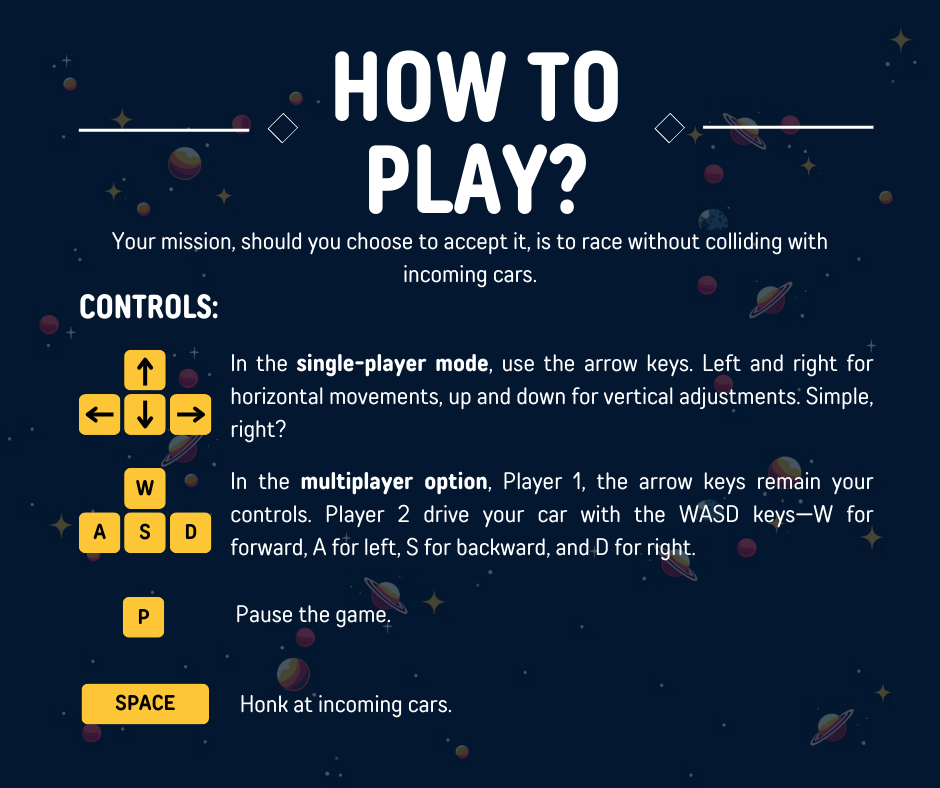 HOW TO
PLAY?
Your mission, should you choose to accept it, is to race without colliding with
incoming cars.
CONTROLS:
In the single-player mode, use the arrow keys. Left and right for
horizontal movements, up and down for vertical adjustments. Simple,
right?
W
A S D
In the multiplayer option, Player 1, the arrow keys remain your
controls. Player 2 drive your car with the WASD keys—W for
forward, A for left, S for backward, and D for right.
P
Pause the game.
SPACE
Honk at incoming cars.